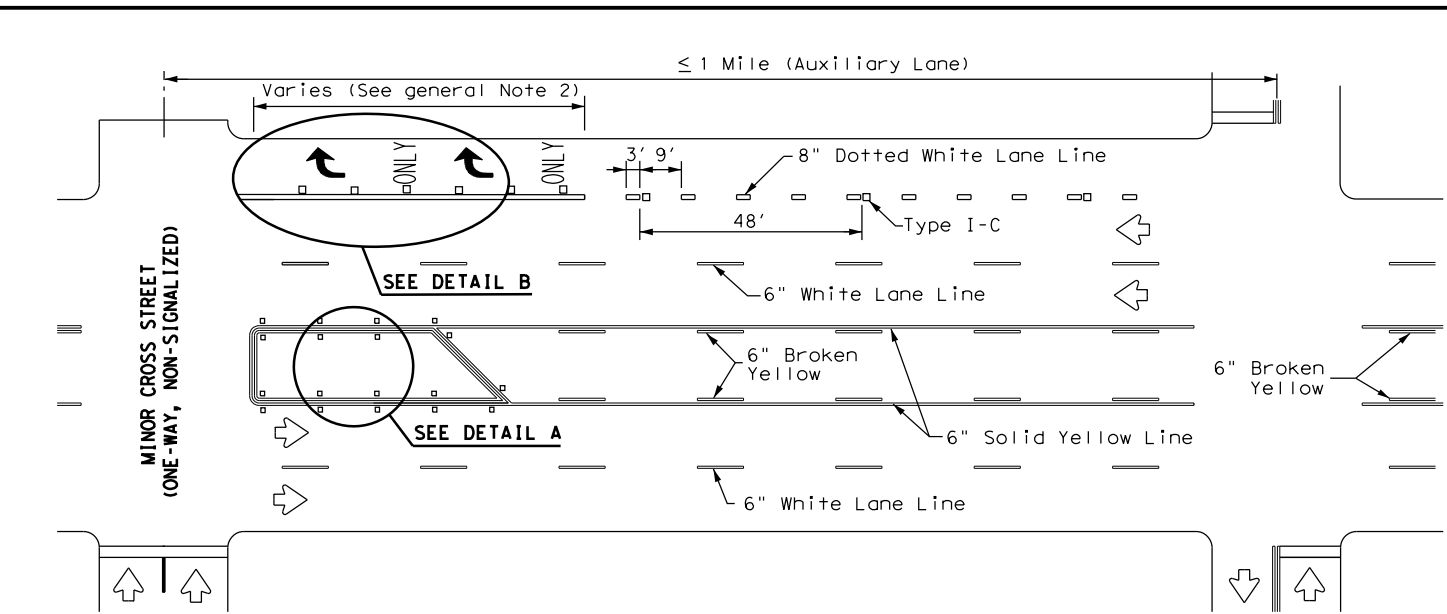 ≤ 1 Mile (Auxiliary Lane)
Varies (See general Note 2)
ONLY
ONLY
3' 9'
8" Dotted White Lane Line
48'
Type I-C
SEE DETAIL B
6" White Lane Line
MINOR CROSS STREET
(ONE-WAY, NON-SIGNALIZED)
6" Broken
Yellow
6" Broken
Yellow
SEE DETAIL A
6" Solid Yellow Line
6" White Lane Line